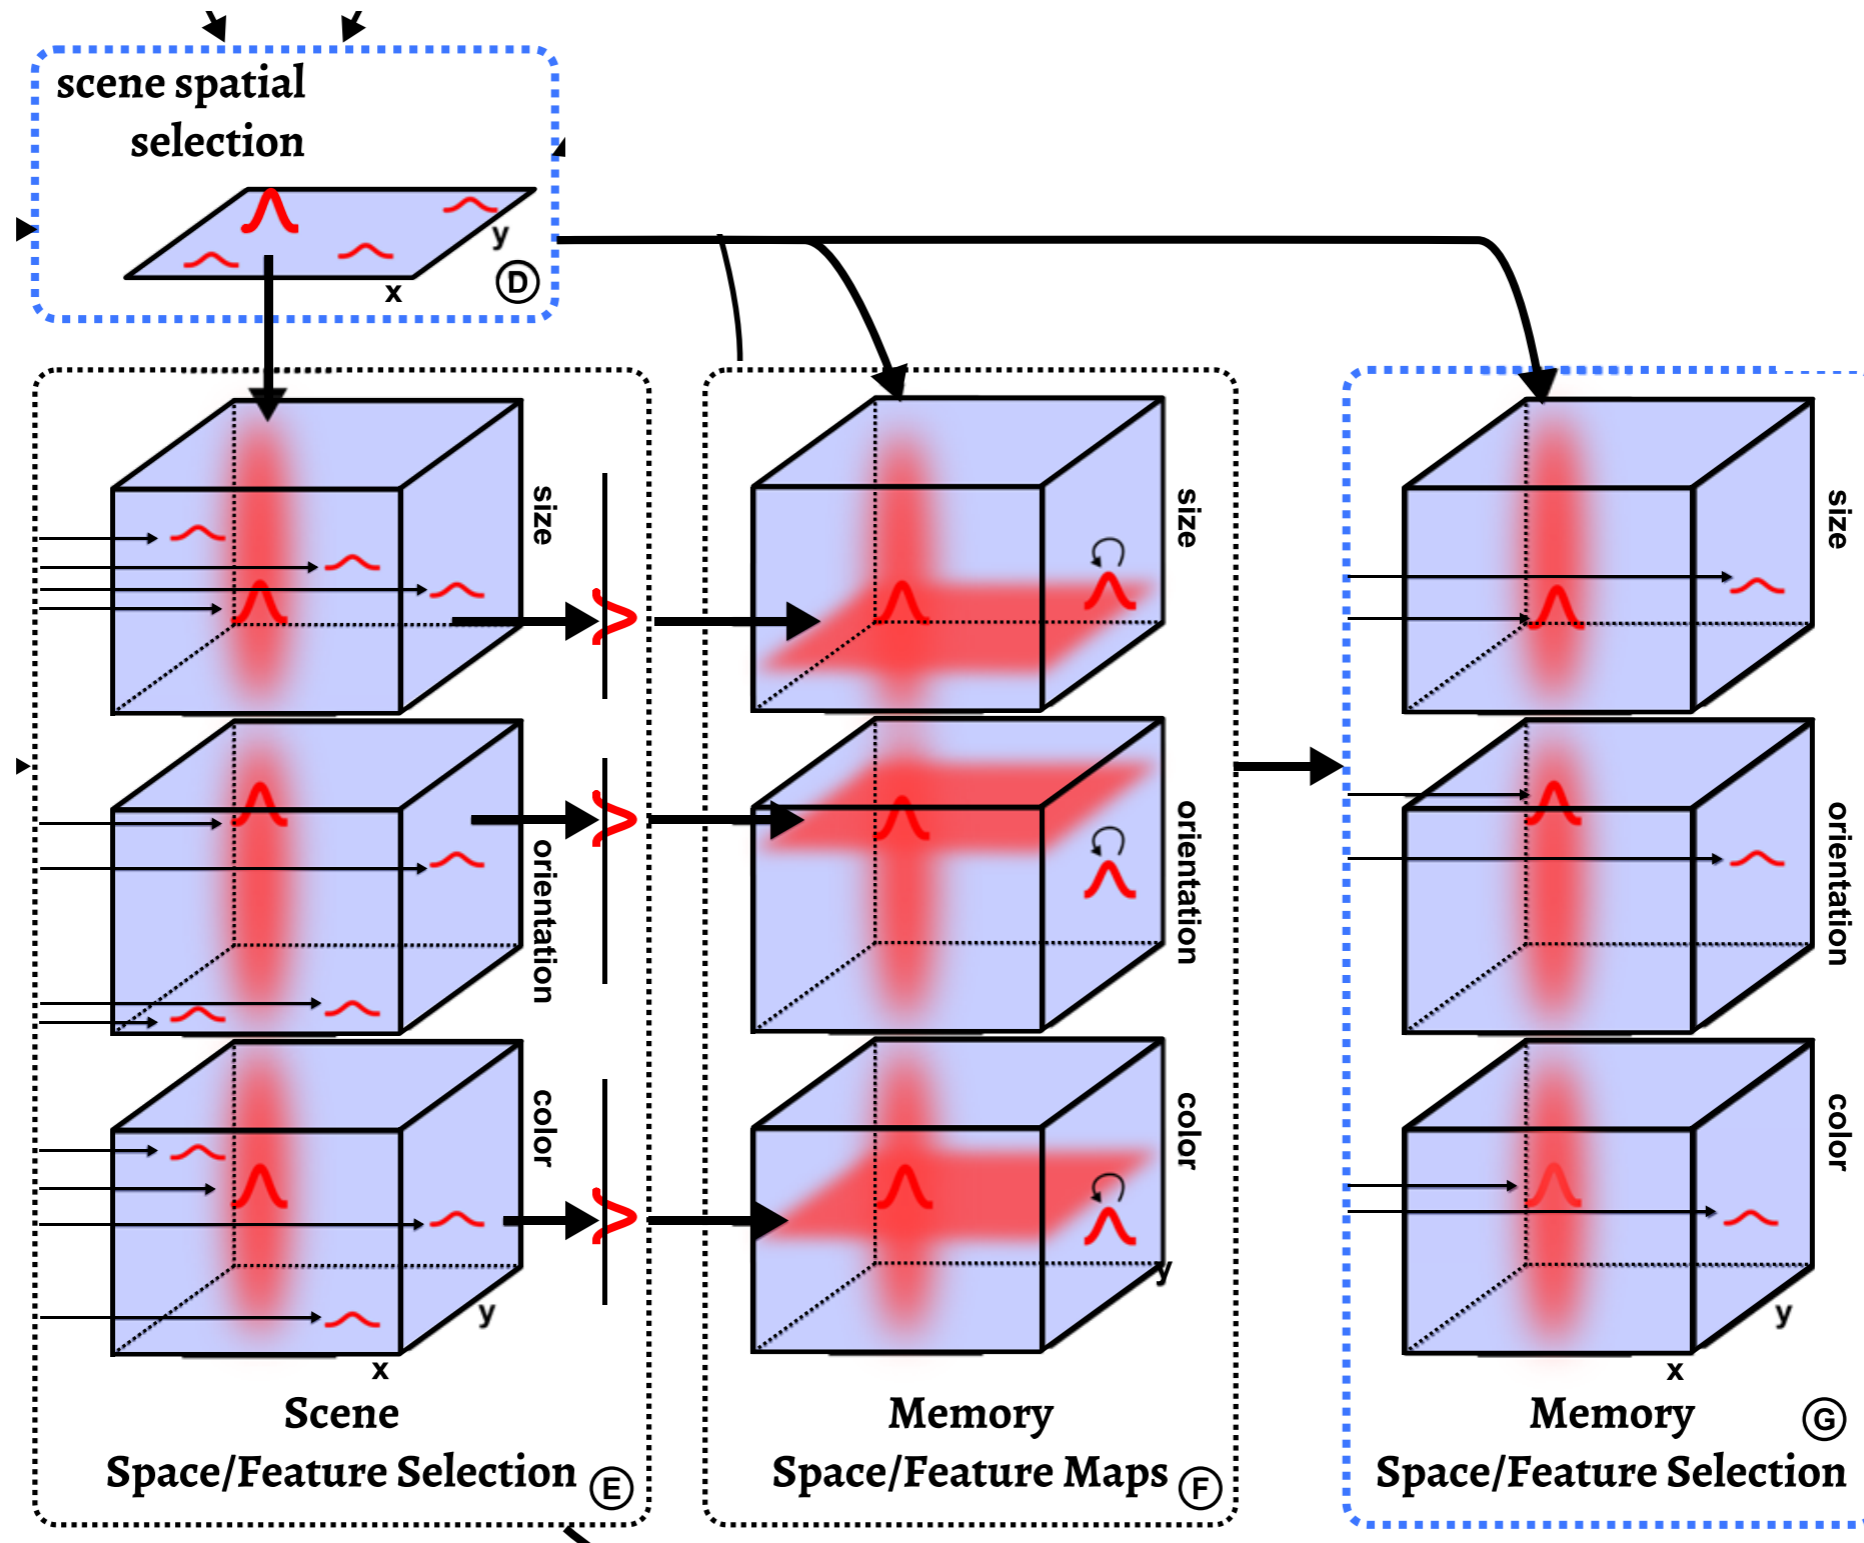 scene spatial
selection
y
x
D
size
orientation
color
y
x
Scene
Space/Feature Selection
E
size
orientation
color
y
Memory
Space/Feature Maps
F
size
orientation
color
y
x
Memory
Space/Feature Selection
G